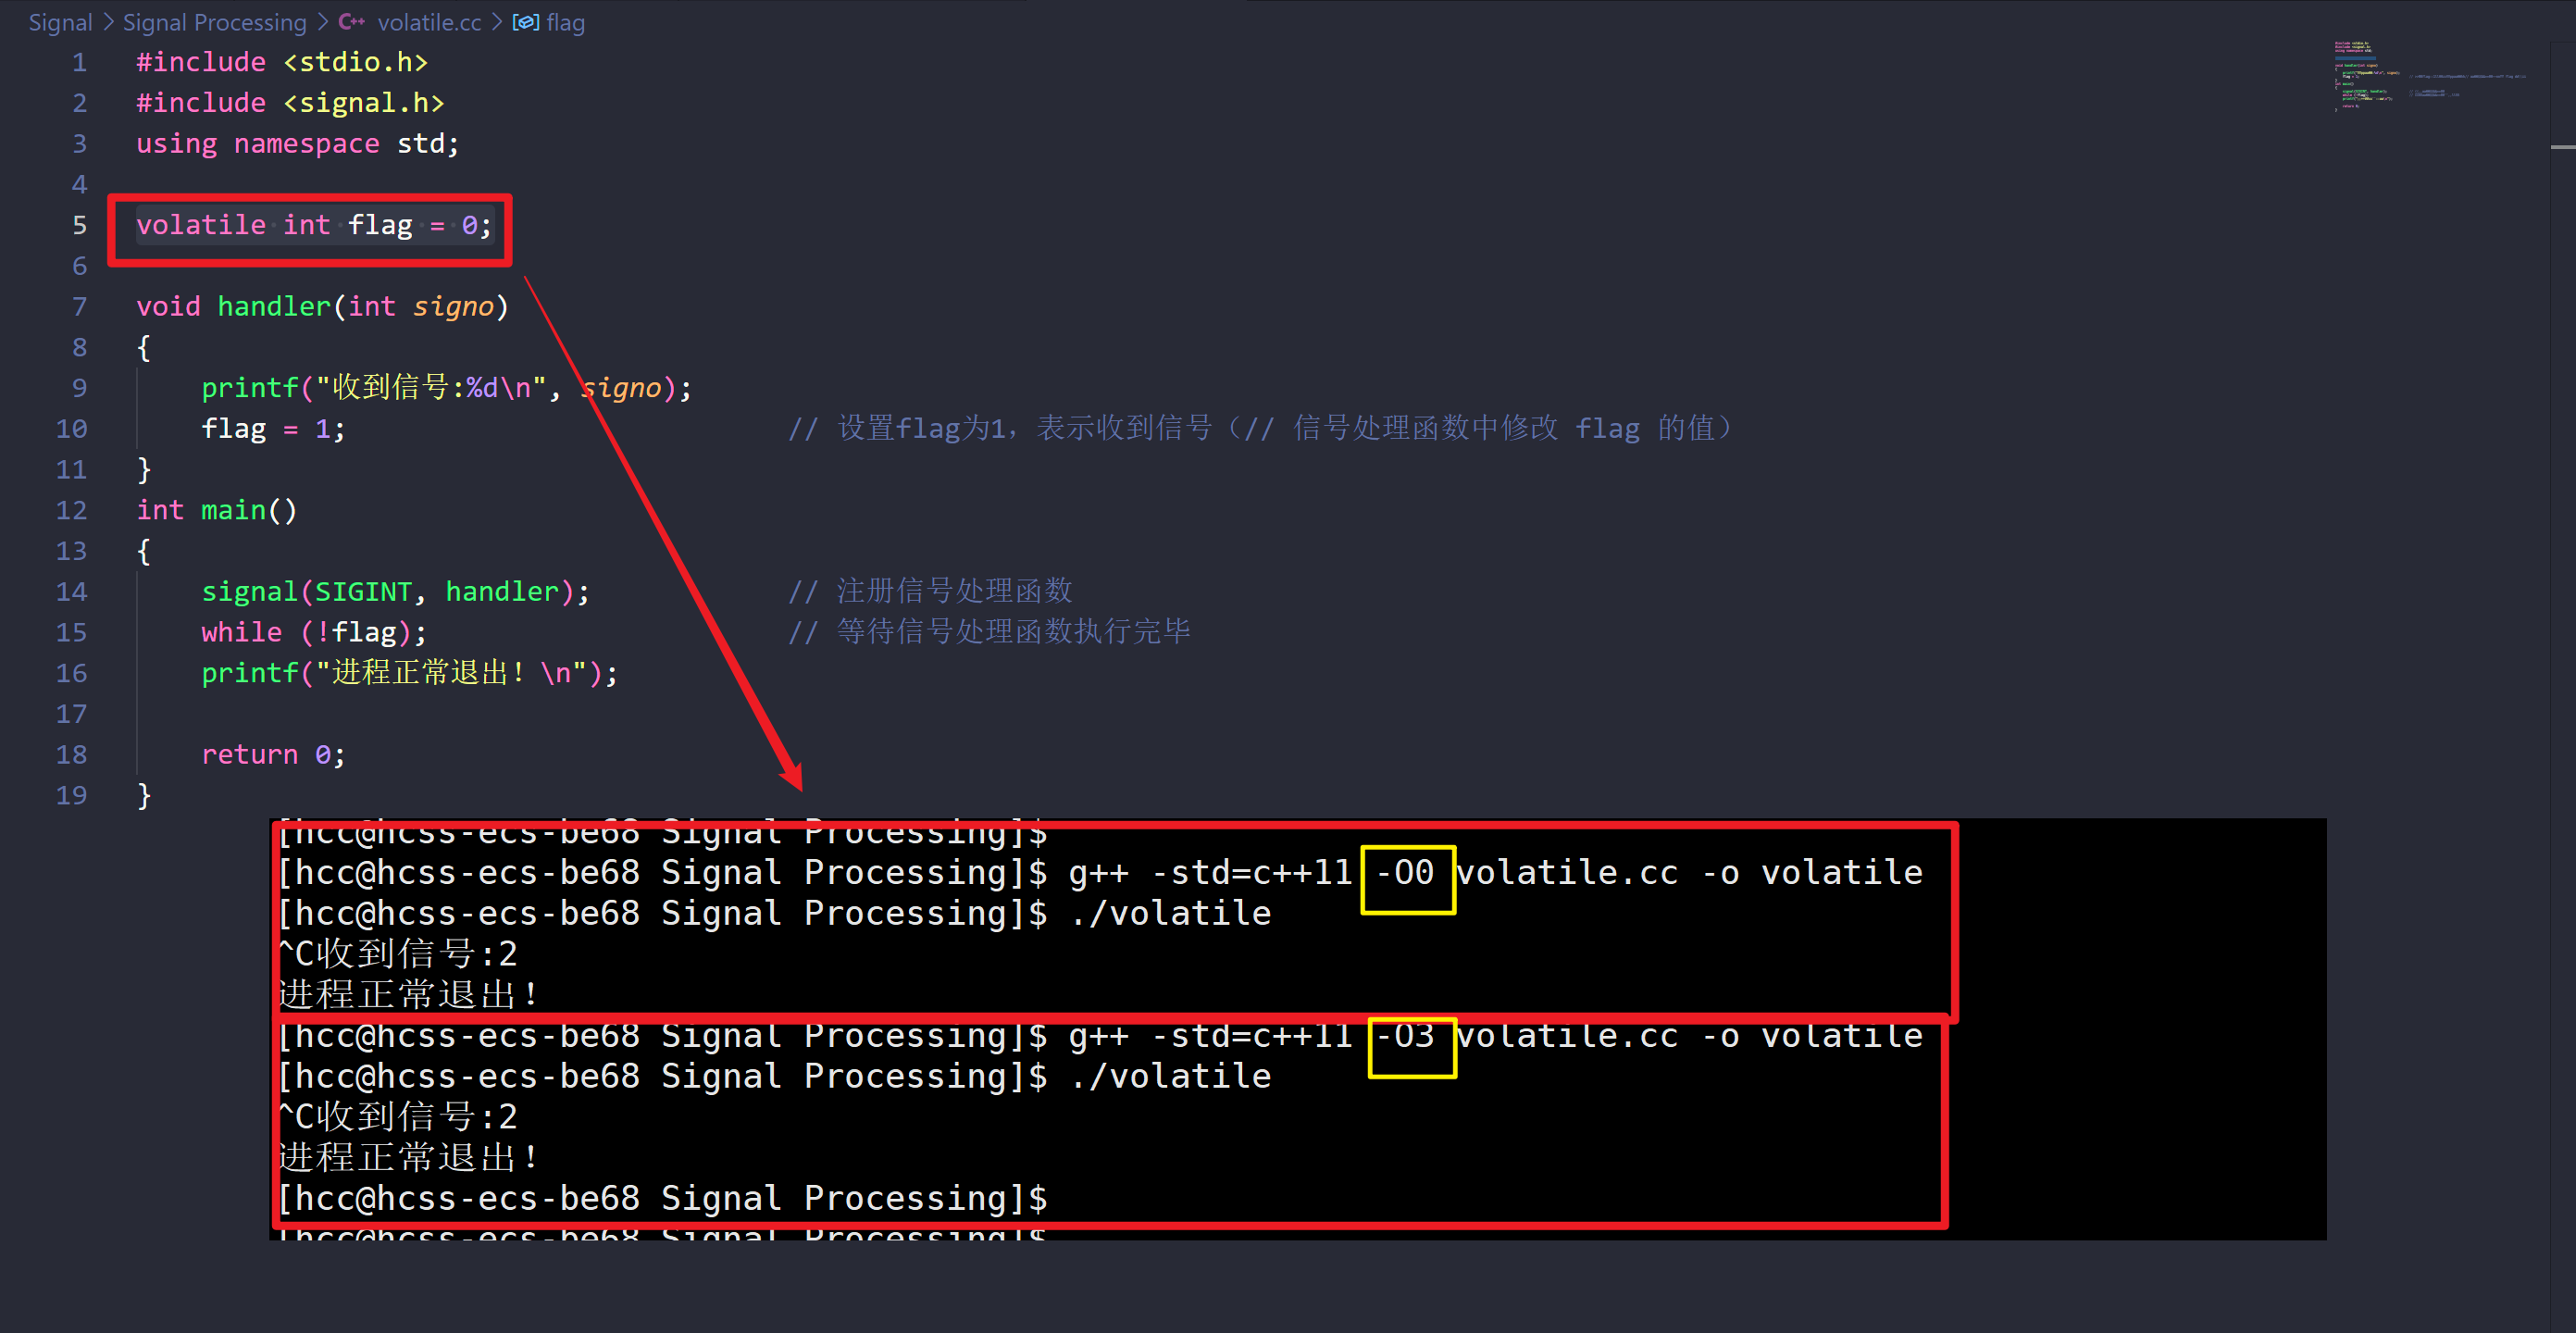 Signal > Signal Processing > C++ volatile.cc > flag
1 #include <stdio.h>
2 #include <signal.h>
3 using namespace std;
4
5 volatile int flag = 0;
6
7 void handler(int signo)
8 {
9 printf("收到信号:%d\n", signo);
10 flag = 1; // 设置flag为1，表示收到信号（// 信号处理函数中修改 flag 的值）
11 }
12 int main()
13 {
14 signal(SIGINT, handler); // 注册信号处理函数
15 while (!flag); // 等待信号处理函数执行完毕
16 printf("进程正常退出！\n");
17
18 return 0;
19 }
[hcc@hcss-ecs-be68 Signal Processing]$
[hcc@hcss-ecs-be68 Signal Processing]$ g++ -std=c++11 -O0 volatile.cc -o volatile
[hcc@hcss-ecs-be68 Signal Processing]$ ./volatile
^C收到信号:2
进程正常退出！
[hcc@hcss-ecs-be68 Signal Processing]$ g++ -std=c++11 -O3 volatile.cc -o volatile
[hcc@hcss-ecs-be68 Signal Processing]$ ./volatile
^C收到信号:2
进程正常退出！
[hcc@hcss-ecs-be68 Signal Processing]$
[hcc@hcss-ecs-be68 Signal Processing]$